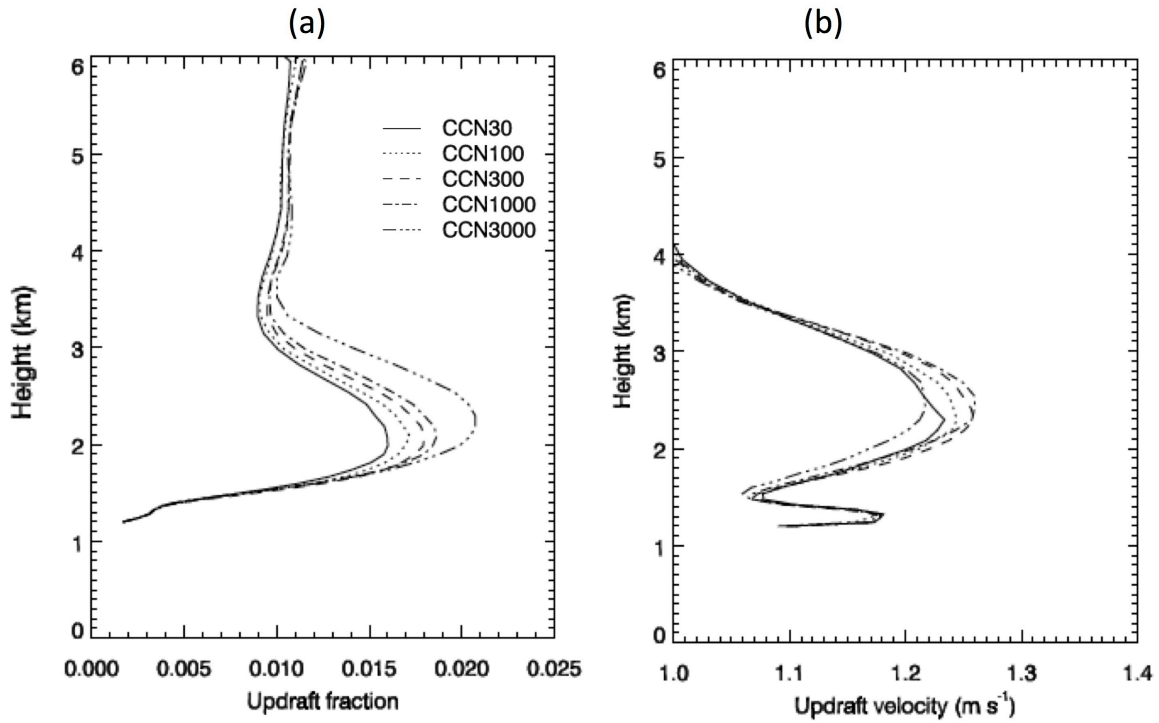 (a)
6
5
4
3
2
1
0
Height (km)
CCN30
CCN100
CCN300
CCN1000
CCN3000
0.000 0.005 0.010 0.015 0.020 0.025
Updraft fraction
(b)
6
5
4
3
2
1
0
Height (km)
1.0 1.1 1.2 1.3 1.4
Updraft velocity (m s⁻¹)